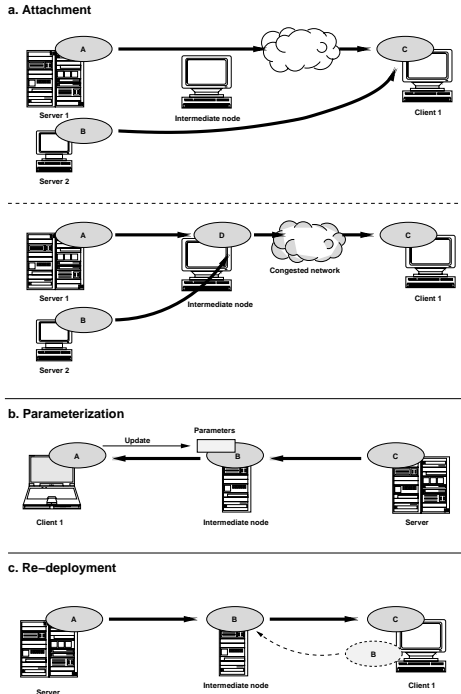 a. Attachment
A
C
Server 1
Intermediate node
Client 1
B
Server 2
A
D
C
Congested network
Server 1
Intermediate node
Client 1
B
Server 2
b. Parameterization
Parameters
Update
A
B
C
Client 1
Intermediate node
Server
c. Re-deployment
A
B
C
B
Server
Intermediate node
Client 1